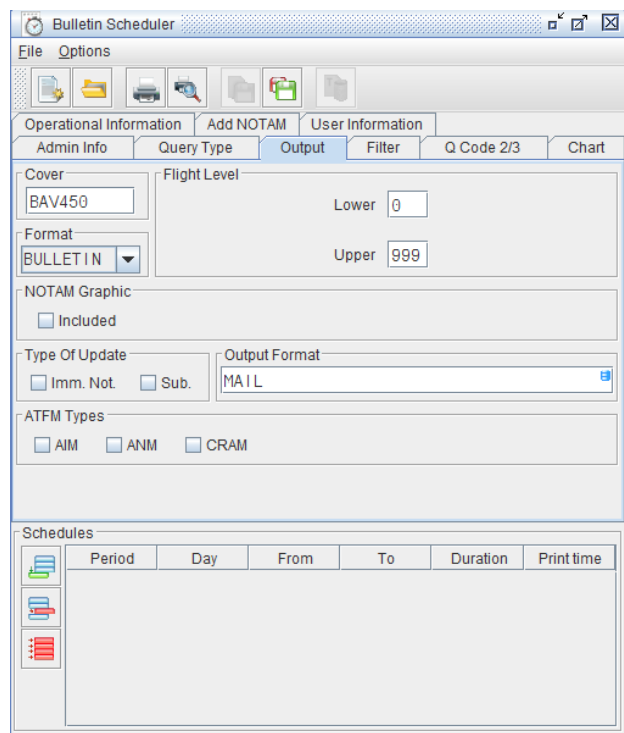 Bulletin Scheduler
File Options
Operational Information Add NOTAM User Information
Admin Info Query Type Output Filter Q Code 2/3 Chart
Cover Flight Level
BAV450 Lower 0
Format
BULLETIN Upper 999
NOTAM Graphic
Included
Type Of Update Output Format
Imm. Not. Sub. MAIL
ATFM Types
AIM ANM CRAM
Schedules
Period Day From To Duration Print time